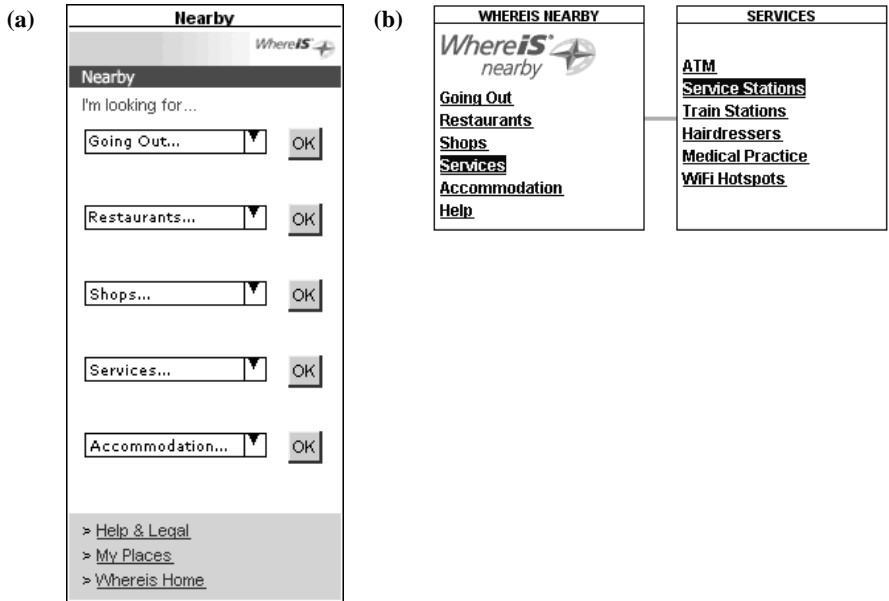 (a)
Nearby
Whereis
Nearby
I'm looking for...
Going Out...
OK
Restaurants...
OK
Shops...
OK
Services...
OK
Accommodation...
OK
> Help & Legal
> My Places
> Whereis Home
(b)
WHEREIS NEARBY
WhereiS
nearby
Going Out
Restaurants
Shops
Services
Accommodation
Help
SERVICES
ATM
Service Stations
Train Stations
Hairdressers
Medical Practice
WiFi Hotspots